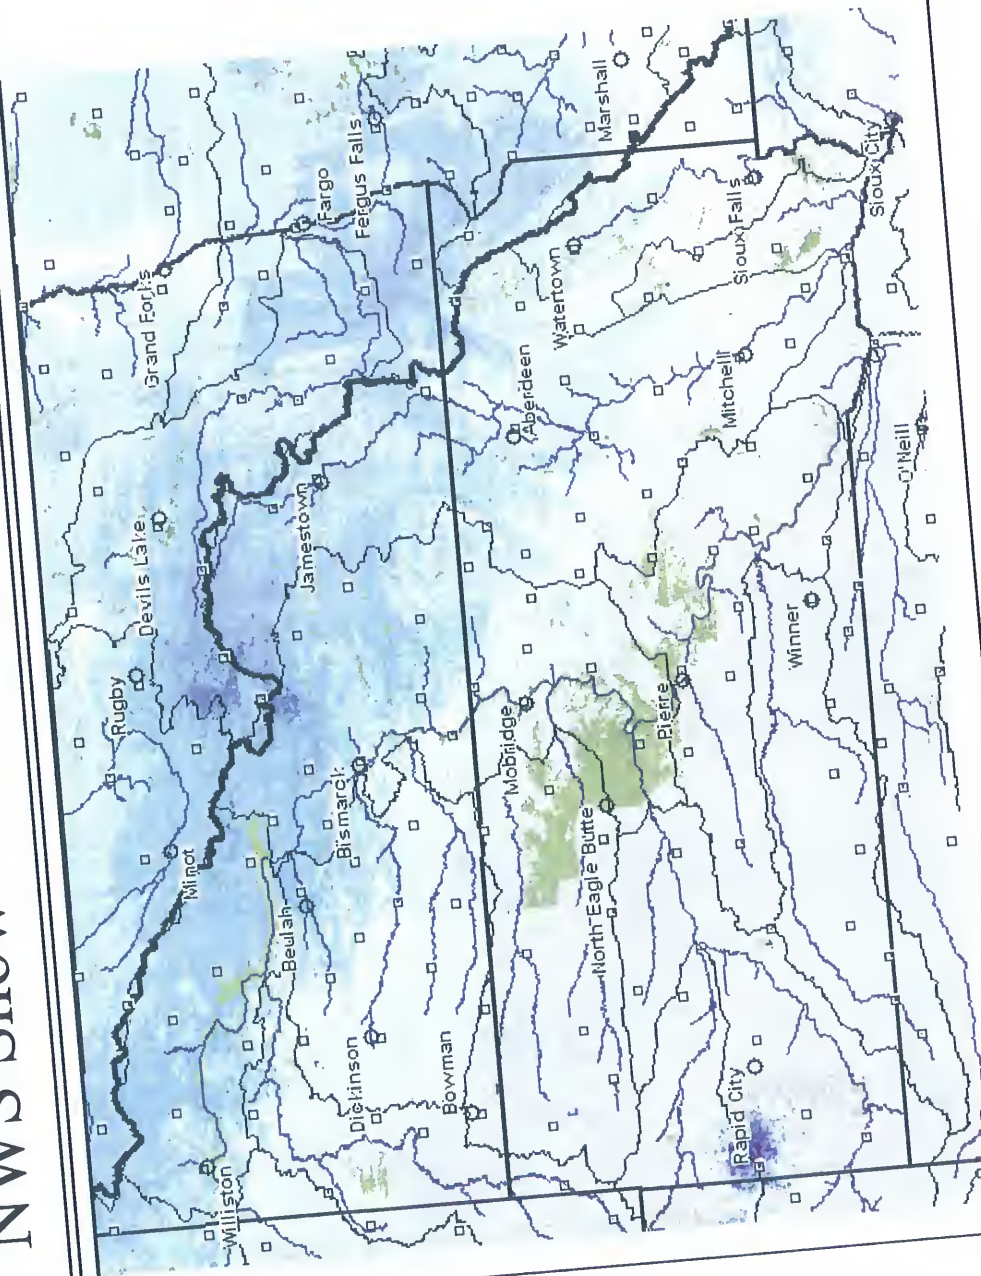 NWS Snow
Rugby
Devils Lake
Grand Forks
Williston
Minot
Beulah
Jamestown
Fargo
Dickinson
Bismarck
Fergus Falls
Bowman
Mobridge
Aberdeen
Watertown
Marshall
North Eagle Butte
Pierre
Rapid City
Winner
Mitchell
Sioux Falls
O'Neill
Sioux City